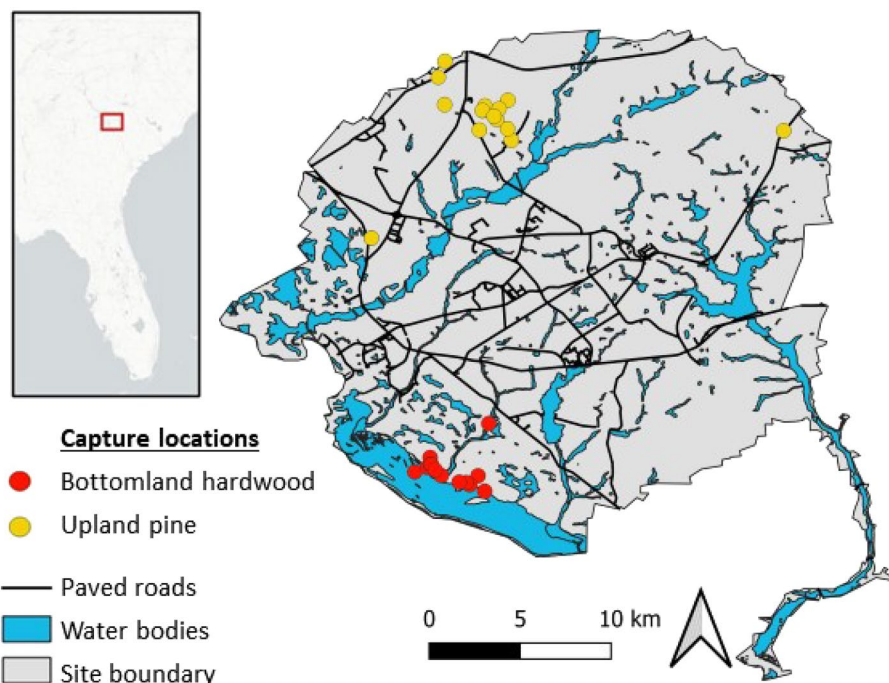 Capture locations
Bottomland hardwood
Upland pine
Paved roads
Water bodies
Site boundary
0 5 10 km